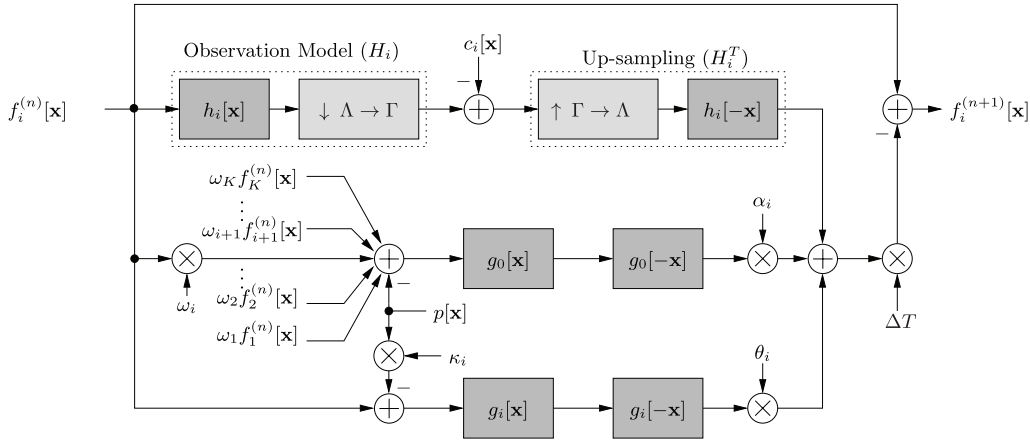 Observation Model (H_i)
c_i[x]
Up-sampling (H_i^T)
f_i^{(n)}[x]
h_i[x]
↓ Λ → Γ
−
+
↑ Γ → Λ
h_i[−x]
+
−
f_i^{(n+1)}[x]
ω_K f_K^{(n)}[x]
⋮
ω_{i+1} f_{i+1}^{(n)}[x]
×
ω_i
⋮
ω_2 f_2^{(n)}[x]
ω_1 f_1^{(n)}[x]
+
−
g_0[x]
g_0[−x]
α_i
×
+
×
ΔT
p[x]
×
κ_i
−
+
g_i[x]
g_i[−x]
θ_i
×